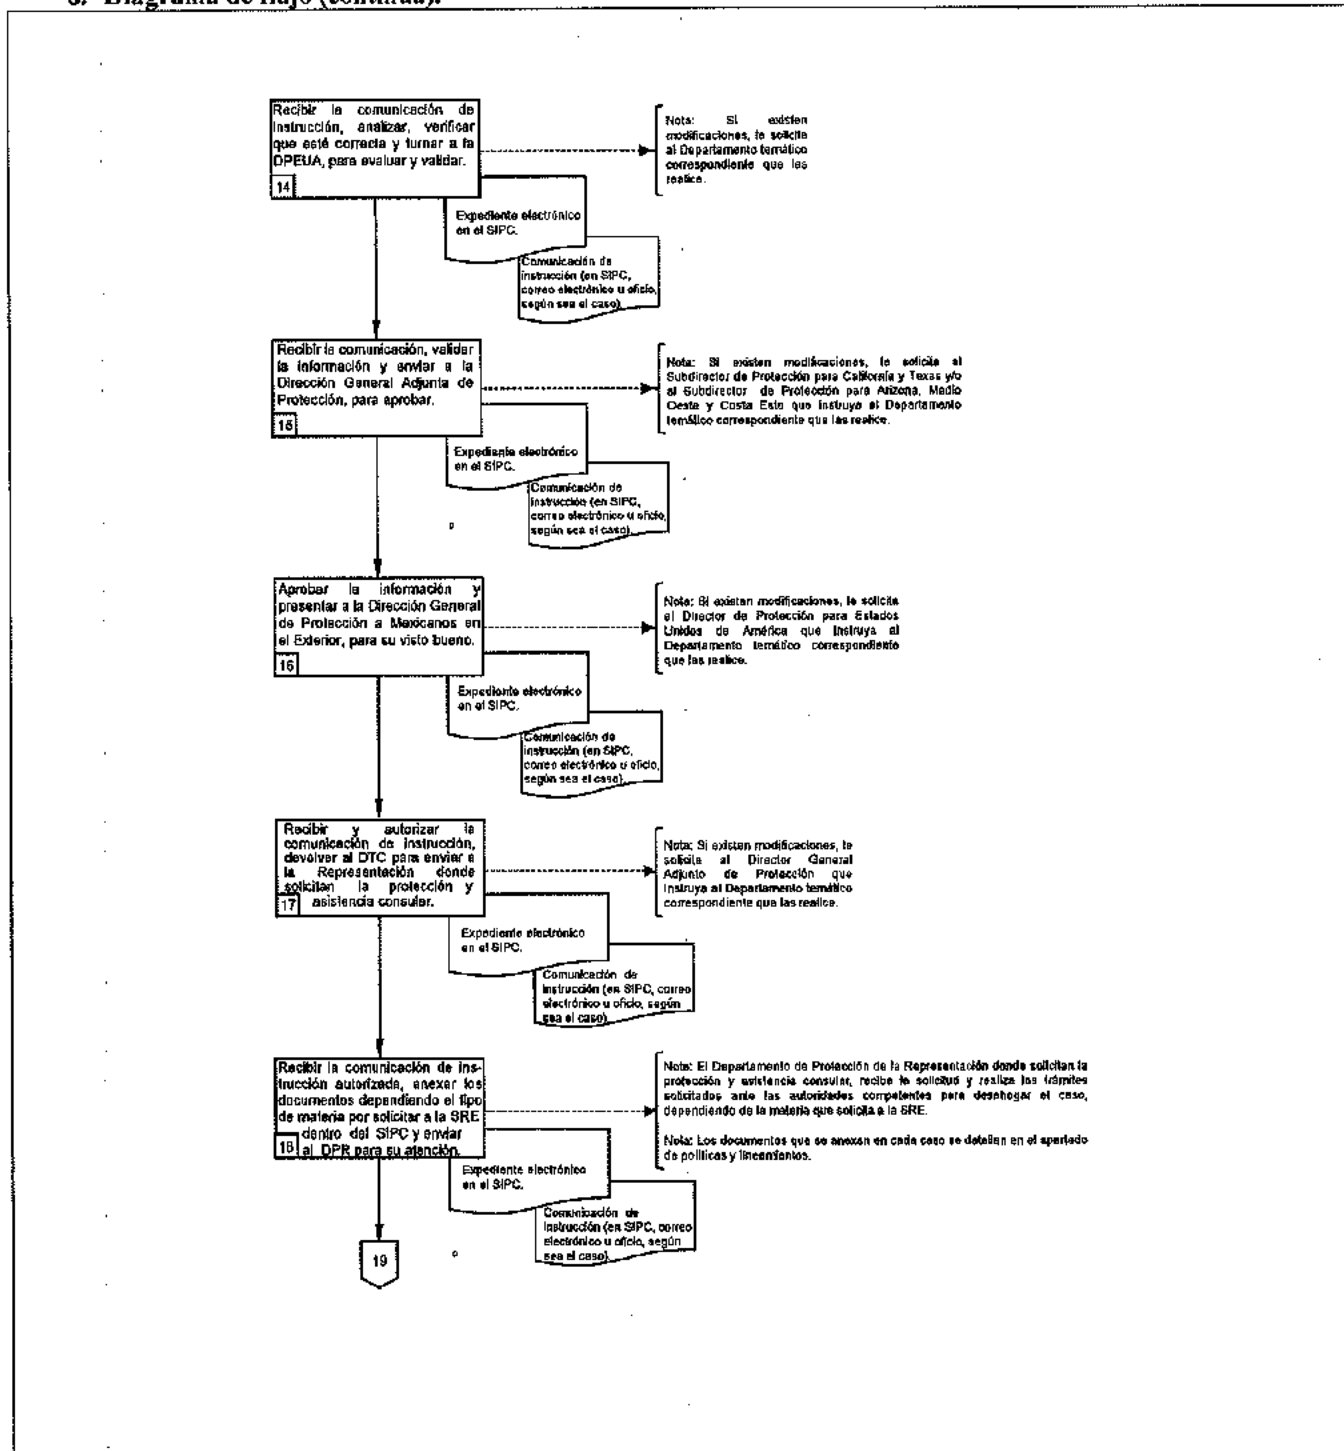 Diagrama de flujo (continúa).
Recibir la comunicación de
instrucción, analizar, verificar
que esté correcta y turnar a la
DPEUA, para evaluar y validar.
14
Nota: Si existen
modificaciones, le solicita
al Departamento temático
correspondiente que las
realice.
Expediente electrónico
en el SIPC.
Comunicación de
instrucción (en SIPC,
correo electrónico u oficio,
según sea el caso)
Recibir la comunicación, validar
la información y enviar a la
Dirección General Adjunta de
Protección, para aprobar.
15
Nota: Si existen modificaciones, le solicita al
Subdirector de Protección para California y Texas y/o
al Subdirector de Protección para Arizona, Medio
Oeste y Costa Este que instruya al Departamento
temático correspondiente que las realice.
Expediente electrónico
en el SIPC.
Comunicación de
instrucción (en SIPC,
correo electrónico u oficio,
según sea el caso)
Aprobar la información y
presentar a la Dirección General
de Protección a Mexicanos en
el Exterior, para su visto bueno.
16
Nota: Si existen modificaciones, le solicita
al Director de Protección para Estados
Unidos de América que instruya al
Departamento temático correspondiente
que las realice.
Expediente electrónico
en el SIPC.
Comunicación de
instrucción (en SIPC,
correo electrónico u oficio,
según sea el caso)
Recibir y autorizar la
comunicación de instrucción,
devolver al DTC para enviar a
la Representación donde
solicitan la protección y
asistencia consular.
17
Nota: Si existen modificaciones, le
solicita al Director General
Adjunto de Protección que
instruya al Departamento temático
correspondiente que las realice.
Expediente electrónico
en el SIPC.
Comunicación de
instrucción (en SIPC, correo
electrónico u oficio, según
sea el caso)
Recibir la comunicación de ins-
trucción autorizada, anexar los
documentos dependiendo el tipo
de materia por solicitar a la SRE
dentro del SIPC y enviar
al DPR para su atención.
18
Nota: El Departamento de Protección de la Representación donde solicitan la
protección y asistencia consular, recibe la solicitud y realiza los trámites
solicitados ante las autoridades competentes para desahogar el caso,
dependiendo de la materia que solicita a la SRE.
Nota: Los documentos que se anexan en cada caso se detallan en el apartado
de políticas y lineamientos.
Expediente electrónico
en el SIPC.
Comunicación de
instrucción (en SIPC, correo
electrónico u oficio, según
sea el caso)
19